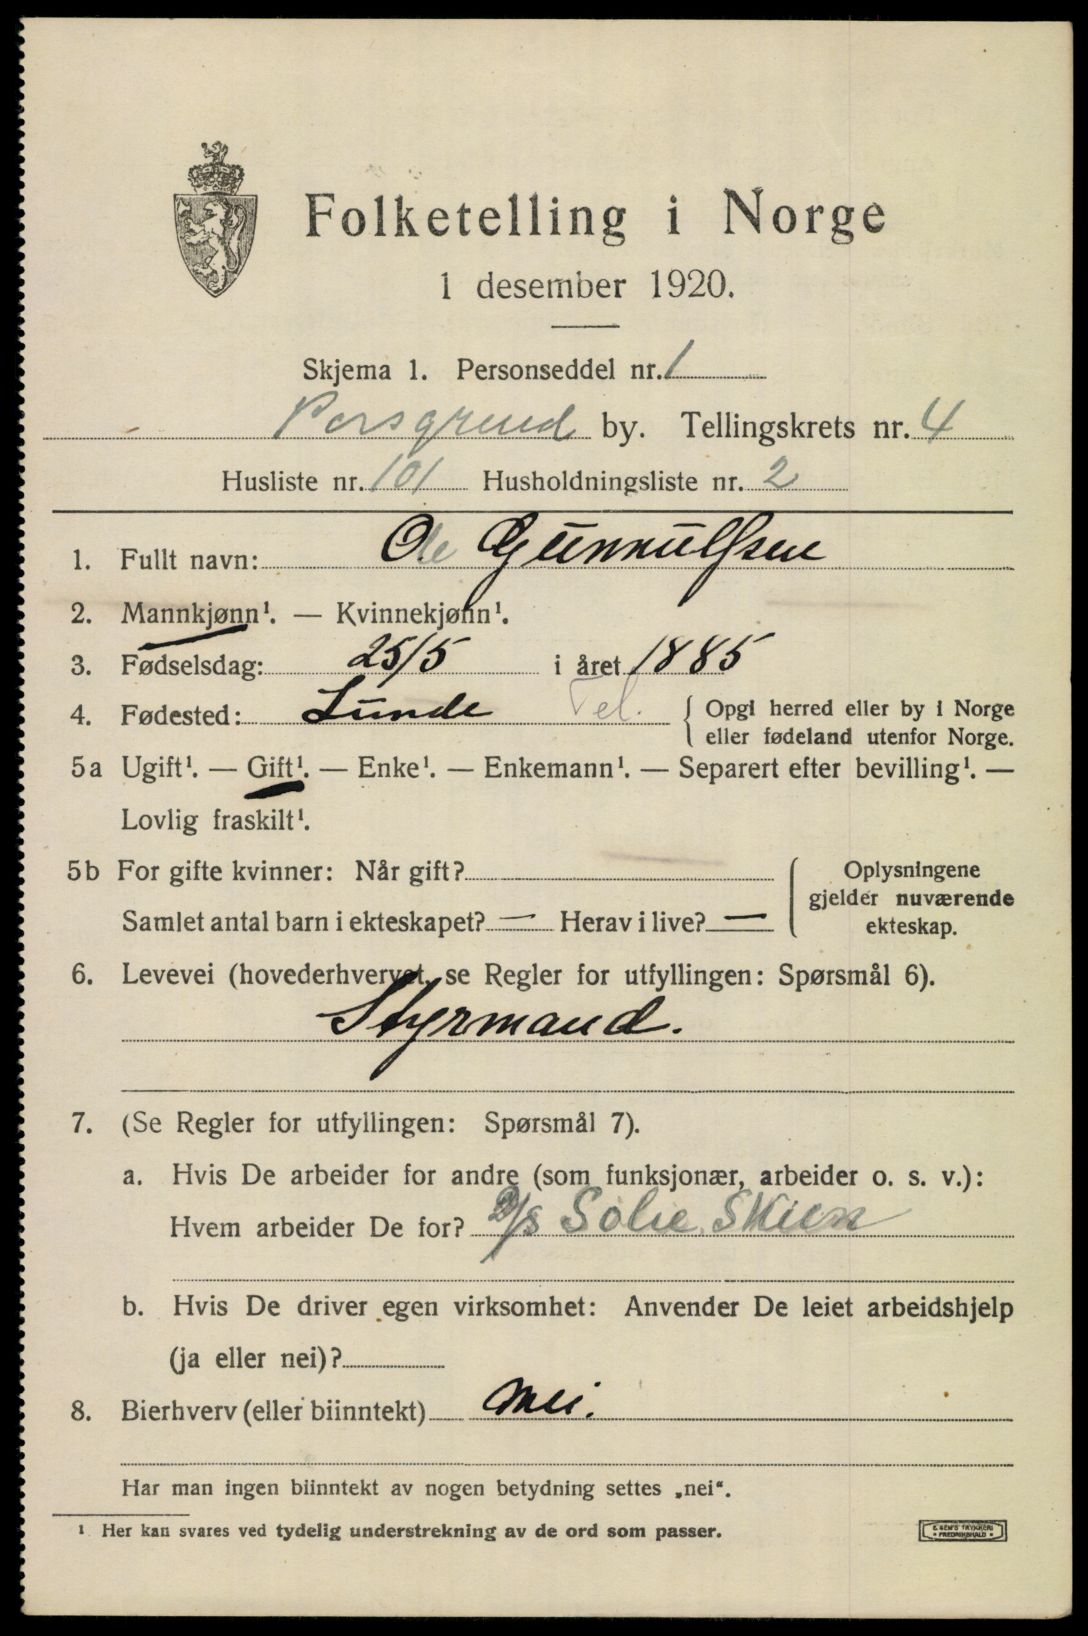 Folketelling i Norge
1 desember 1920.
Skjema 1. Personseddel nr. 1
Porsgrund by. Tellingskrets nr. 4
Husliste nr. 101 Husholdningsliste nr. 2
1. Fullt navn: Ole Gunnulfsen
2. Mannkjønn¹. — Kvinnekjønn¹.
3. Fødselsdag: 25/5 i året 1885
4. Fødested: Lunde Tel. { Opgi herred eller by i Norge
eller fødeland utenfor Norge.
5a Ugift¹. — Gift¹. — Enke¹. — Enkemann¹. — Separert efter bevilling¹. —
Lovlig fraskilt¹.
5b For gifte kvinner: Når gift? { Oplysningene
gjelder nuværende
Samlet antal barn i ekteskapet? — Herav i live? — ekteskap.
6. Levevei (hovederhvervet, se Regler for utfyllingen: Spørsmål 6).
Styrmand.
7. (Se Regler for utfyllingen: Spørsmål 7).
a. Hvis De arbeider for andre (som funksjonær, arbeider o. s. v.):
Hvem arbeider De for? D/S Solie, Skien
b. Hvis De driver egen virksomhet: Anvender De leiet arbeidshjelp
(ja eller nei)?
8. Bierhverv (eller biinntekt) Nei.
Har man ingen biinntekt av nogen betydning settes „nei“.
¹ Her kan svares ved tydelig understrekning av de ord som passer.
E. SEM'S TRYKKERI
FREDRIKSHALD